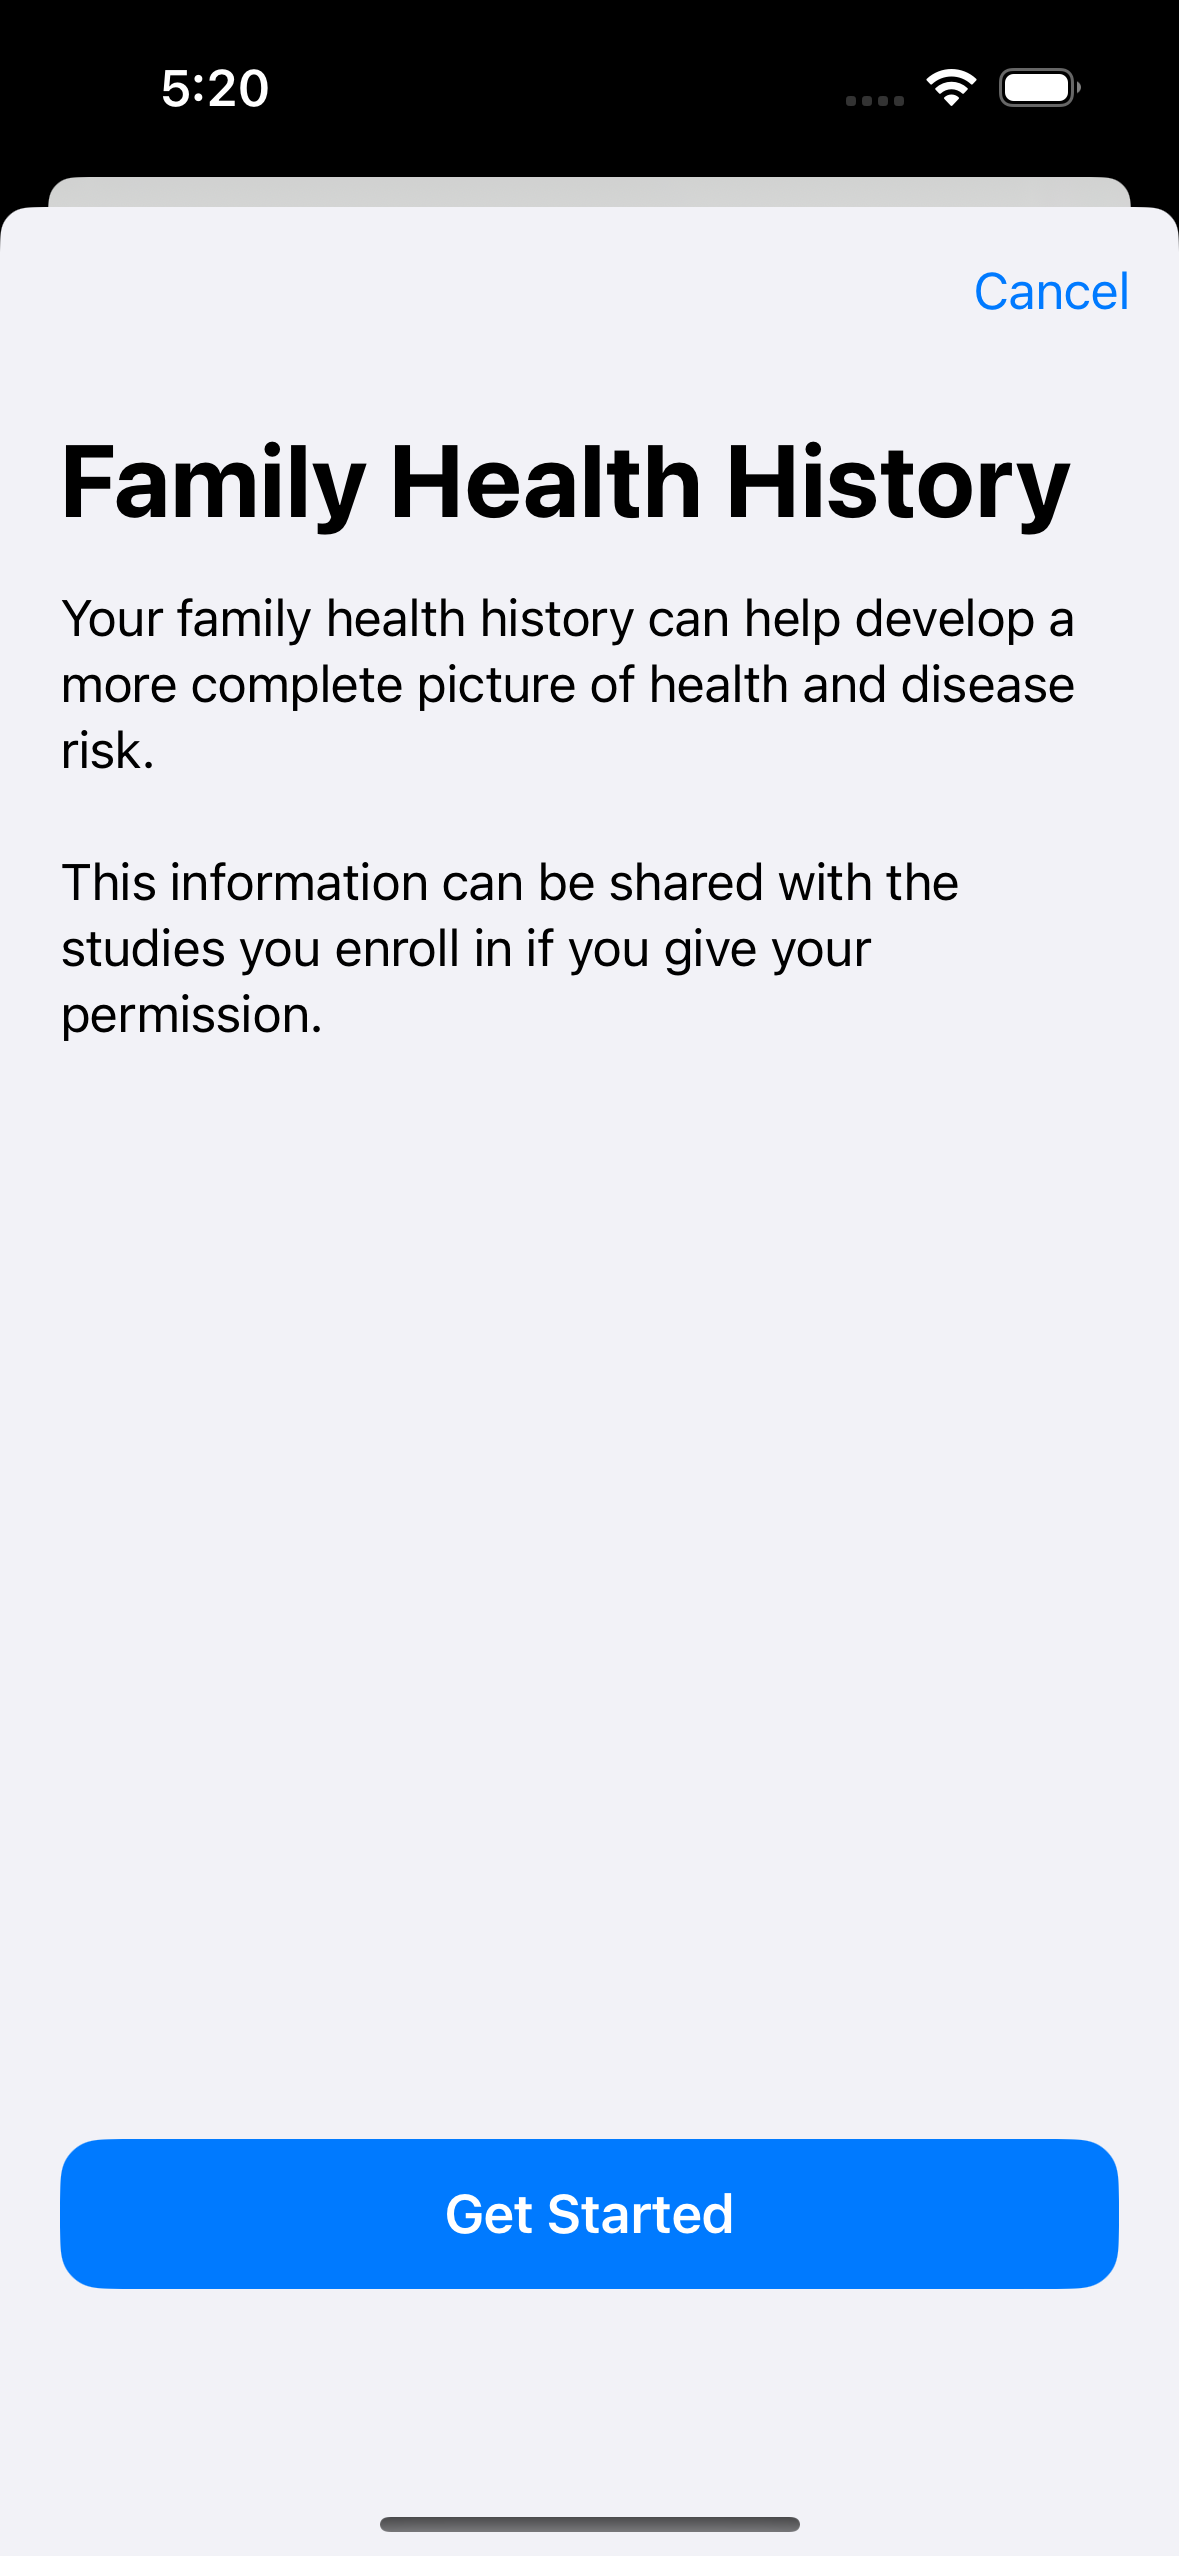 5:20
Cancel
Family Health History
Your family health history can help develop a
more complete picture of health and disease
risk.
This information can be shared with the
studies you enroll in if you give your
permission.
Get Started